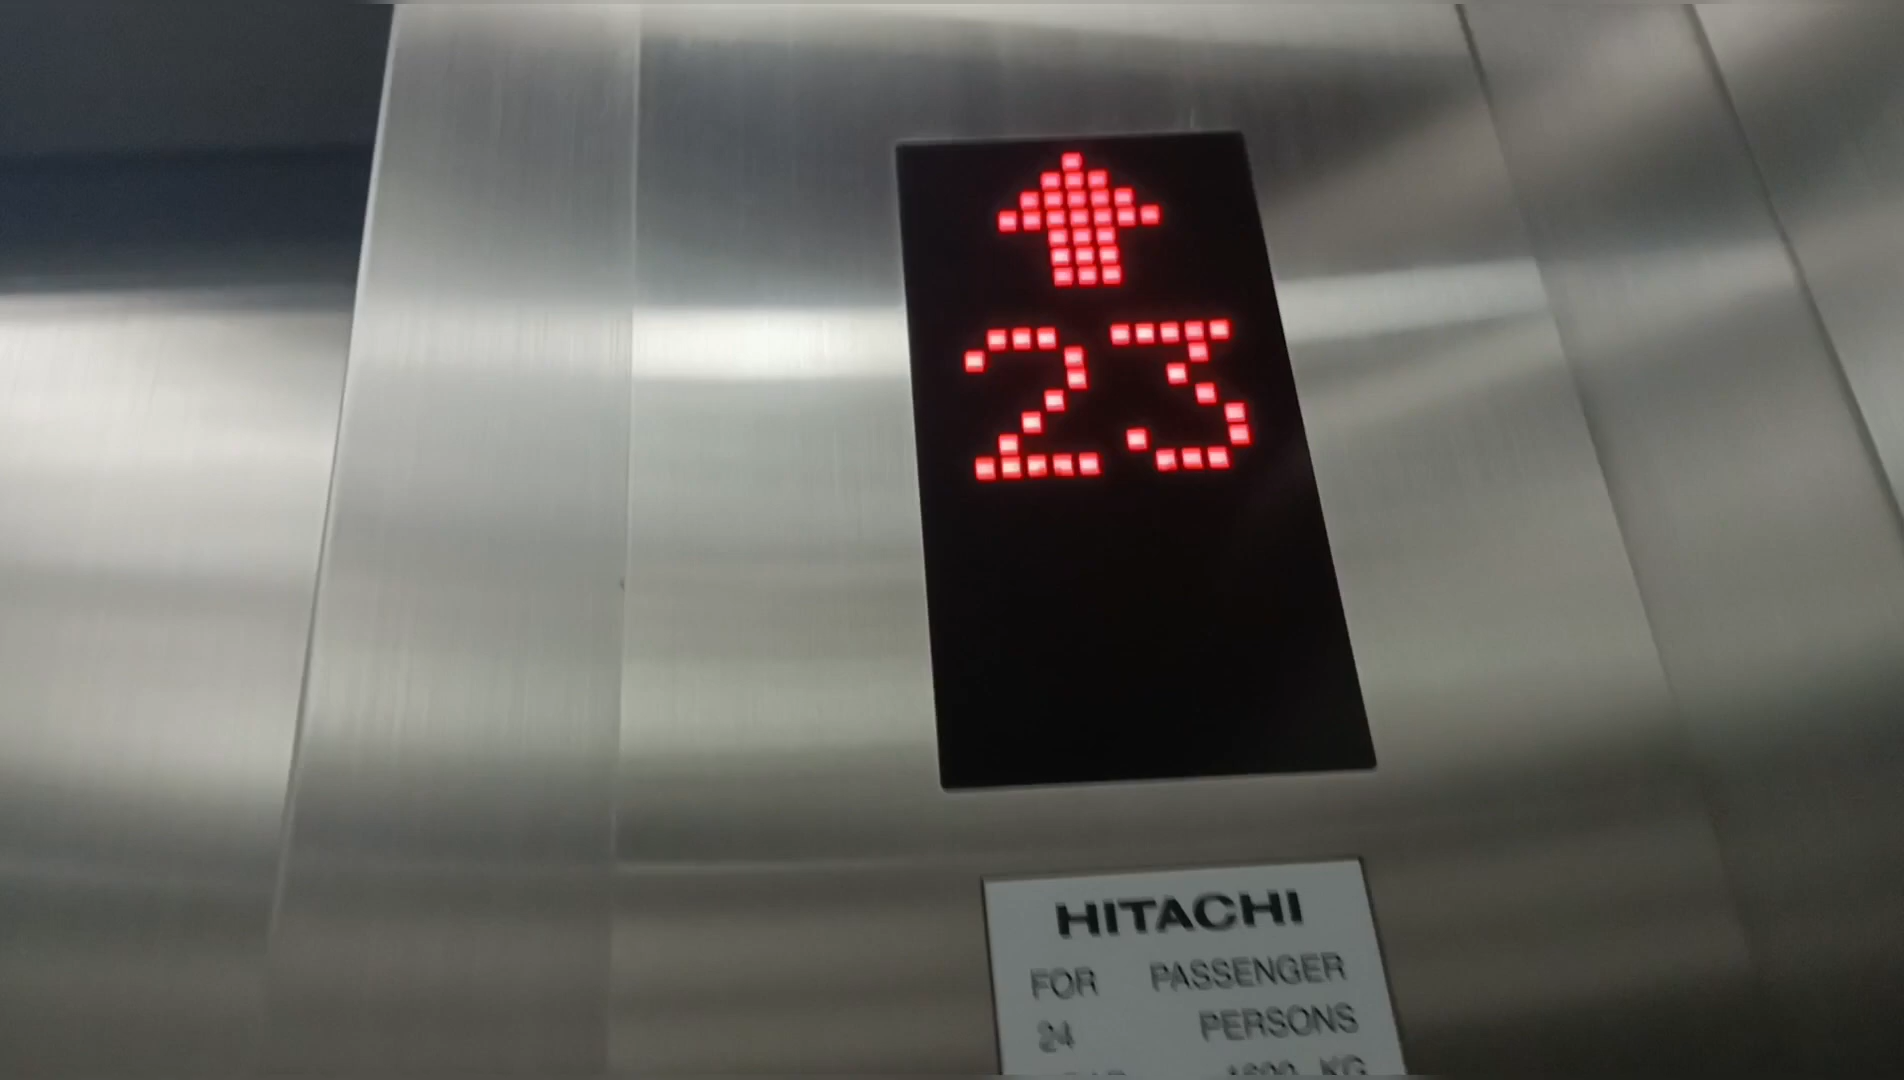 23
HITACHI
FOR PASSENGER
24 PERSONS
KG